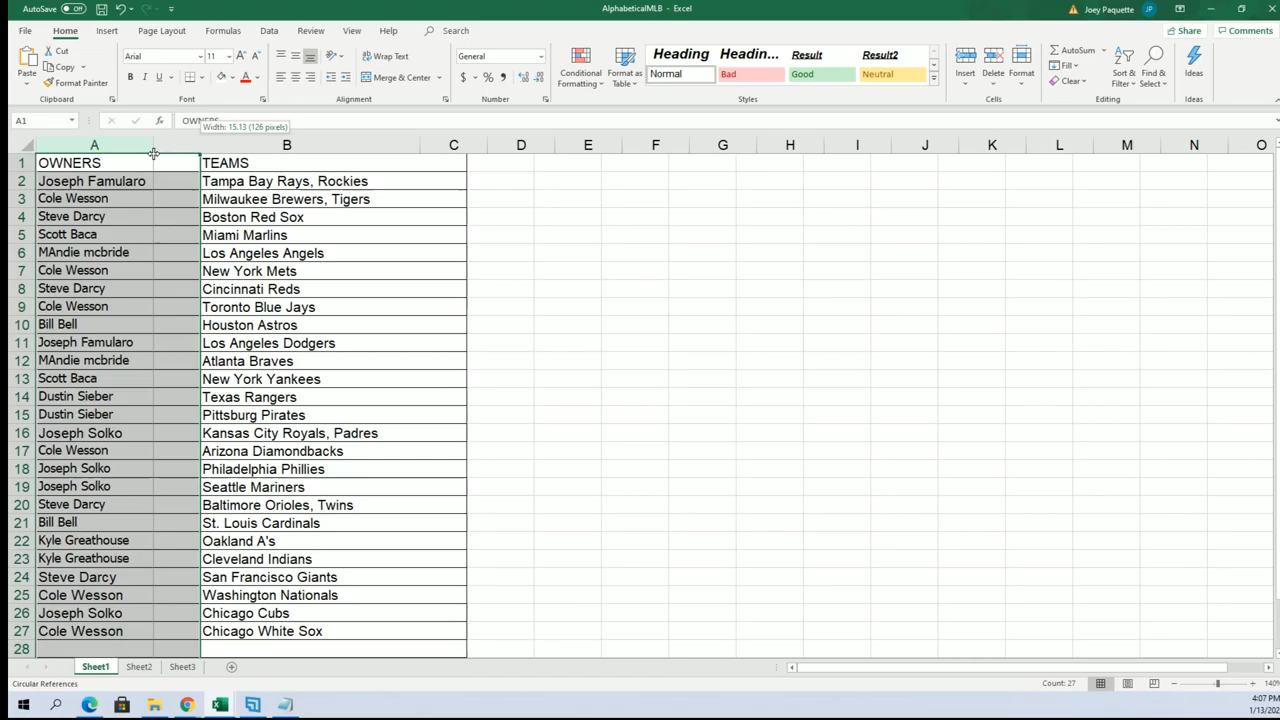 AutoSave Off AlphabeticalMLB - Excel Joey Paquette JP
File Home Insert Page Layout Formulas Data Review View Help Search Share Comments
Paste Cut Copy Format Painter Clipboard
Arial 11 A A B I U A Font
Wrap Text Merge & Center Alignment
General $ % , Number
Conditional Formatting Format as Table
Heading Headin... Result Result2
Normal Bad Good Neutral
Styles
Insert Delete Format Cells
AutoSum Fill Clear Sort & Filter Find & Select Editing
Ideas Ideas
A1 fx OWNERS
Width: 15.13 (126 pixels)
A B C D E F G H I J K L M N O
1 OWNERS TEAMS
2 Joseph Famularo Tampa Bay Rays, Rockies
3 Cole Wesson Milwaukee Brewers, Tigers
4 Steve Darcy Boston Red Sox
5 Scott Baca Miami Marlins
6 MAndie mcbride Los Angeles Angels
7 Cole Wesson New York Mets
8 Steve Darcy Cincinnati Reds
9 Cole Wesson Toronto Blue Jays
10 Bill Bell Houston Astros
11 Joseph Famularo Los Angeles Dodgers
12 MAndie mcbride Atlanta Braves
13 Scott Baca New York Yankees
14 Dustin Sieber Texas Rangers
15 Dustin Sieber Pittsburg Pirates
16 Joseph Solko Kansas City Royals, Padres
17 Cole Wesson Arizona Diamondbacks
18 Joseph Solko Philadelphia Phillies
19 Joseph Solko Seattle Mariners
20 Steve Darcy Baltimore Orioles, Twins
21 Bill Bell St. Louis Cardinals
22 Kyle Greathouse Oakland A's
23 Kyle Greathouse Cleveland Indians
24 Steve Darcy San Francisco Giants
25 Cole Wesson Washington Nationals
26 Joseph Solko Chicago Cubs
27 Cole Wesson Chicago White Sox
28
Sheet1 Sheet2 Sheet3
Circular References Count: 27 140%
4:07 PM